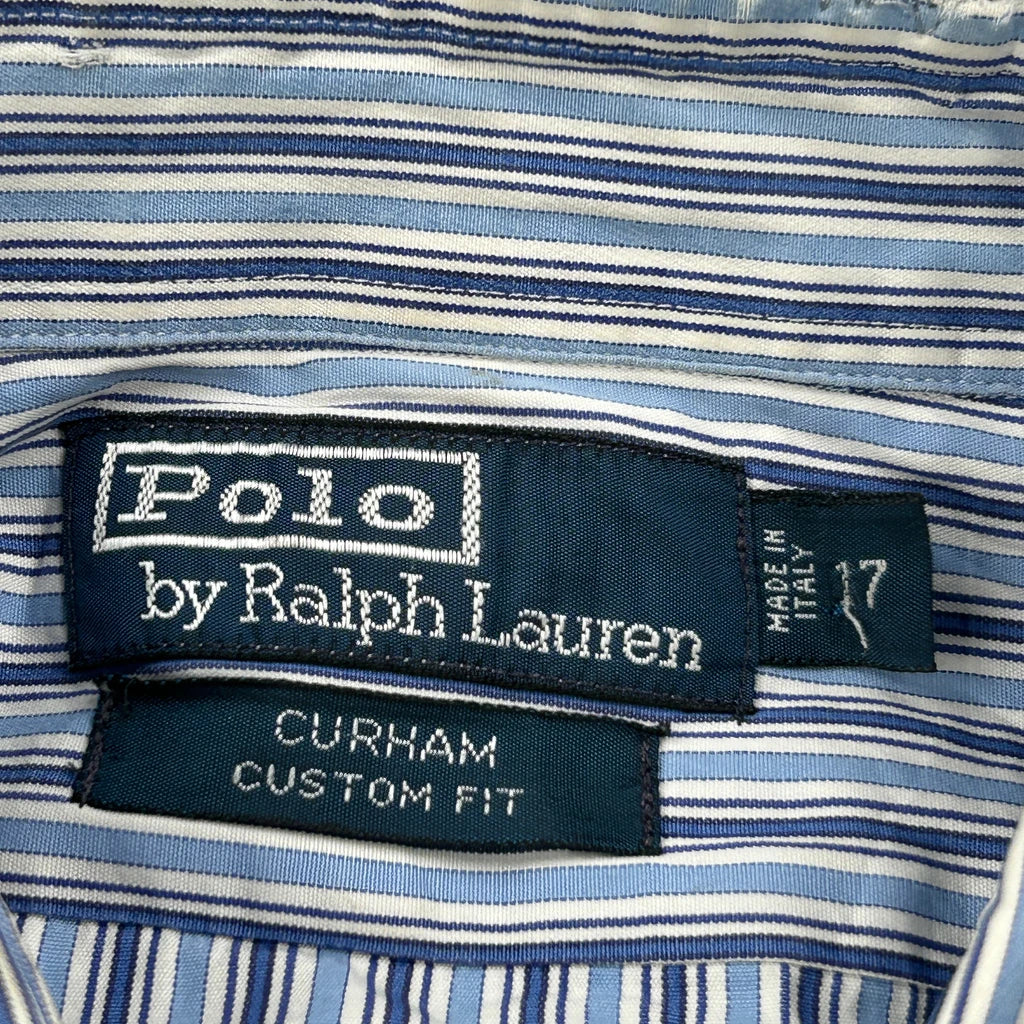 Polo
by Ralph Lauren
MADE IN
ITALY
17
CURHAM
CUSTOM FIT